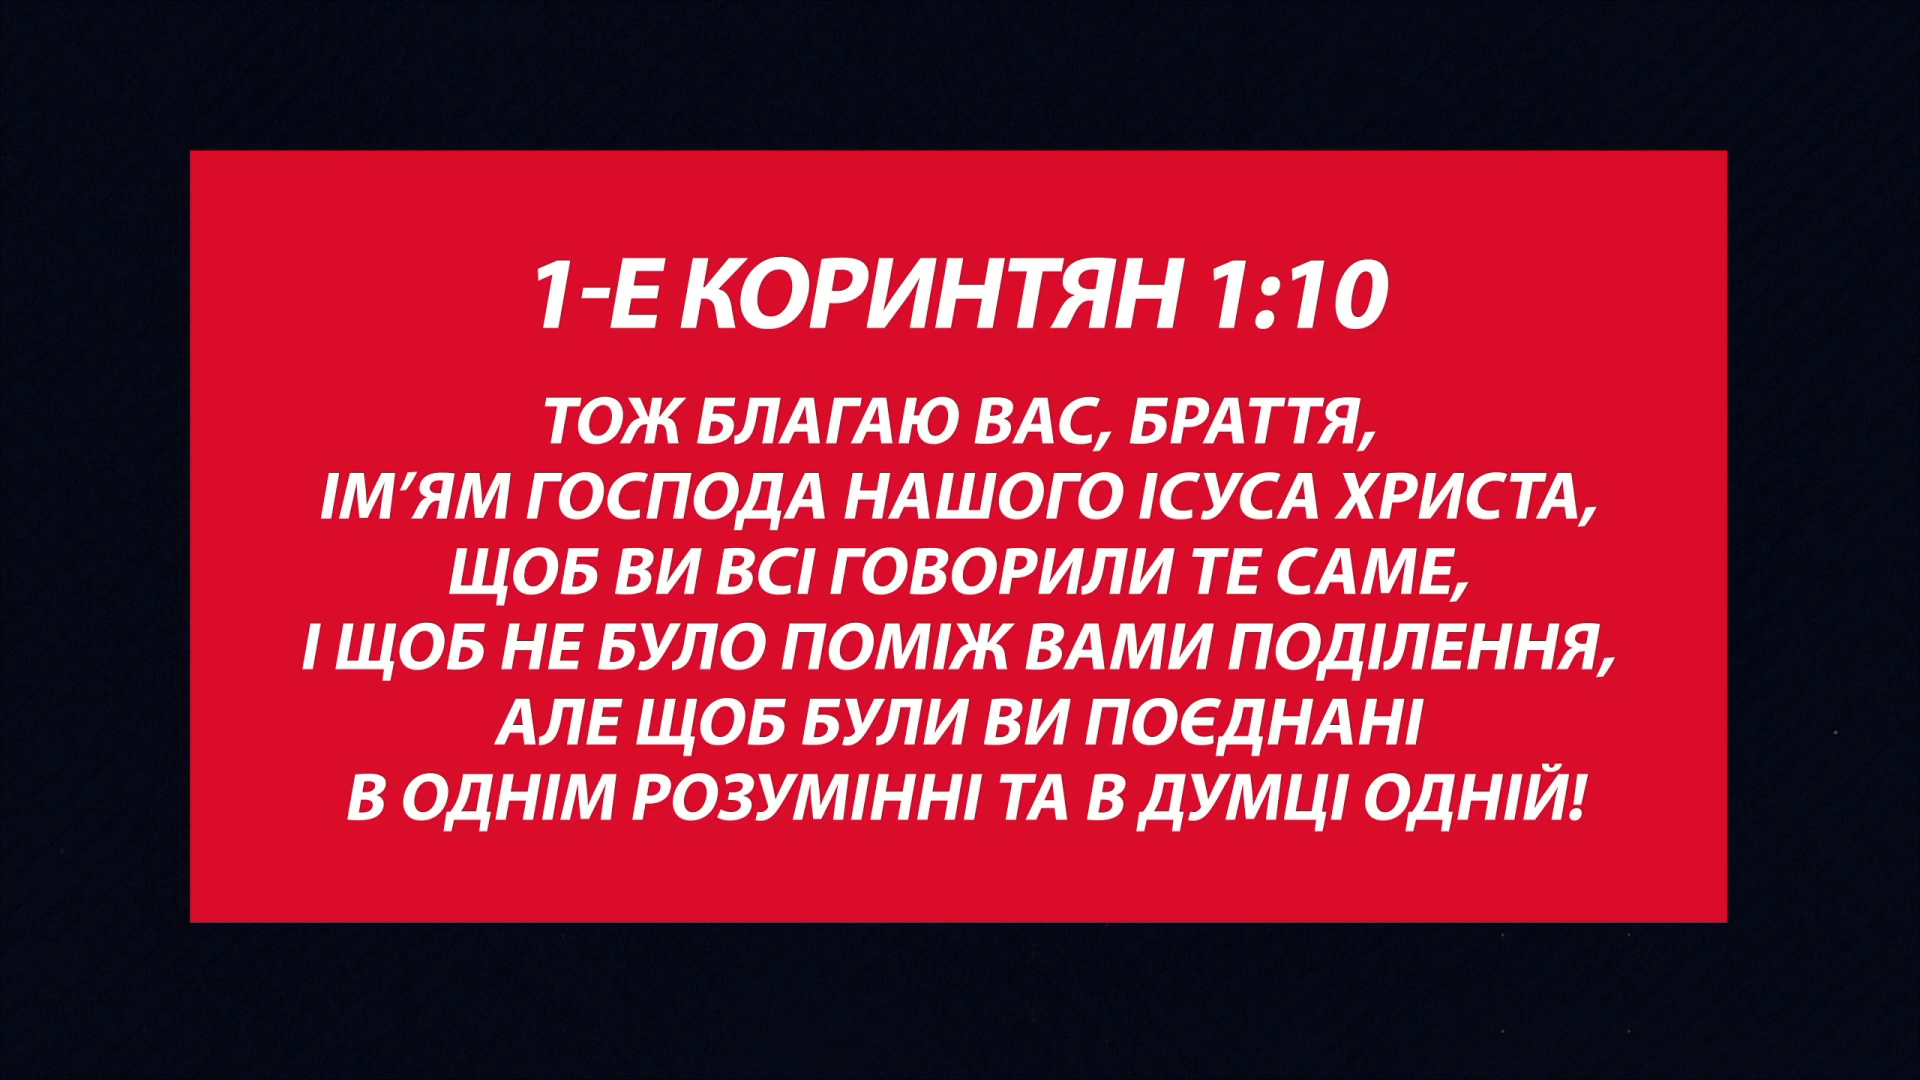 1-Е КОРИНТЯН 1:10
ТОЖ БЛАГАЮ ВАС, БРАТТЯ,
ІМ’ЯМ ГОСПОДА НАШОГО ІСУСА ХРИСТА,
ЩОБ ВИ ВСІ ГОВОРИЛИ ТЕ САМЕ,
І ЩОБ НЕ БУЛО ПОМІЖ ВАМИ ПОДІЛЕННЯ,
АЛЕ ЩОБ БУЛИ ВИ ПОЄДНАНІ
В ОДНІМ РОЗУМІННІ ТА В ДУМЦІ ОДНІЙ!